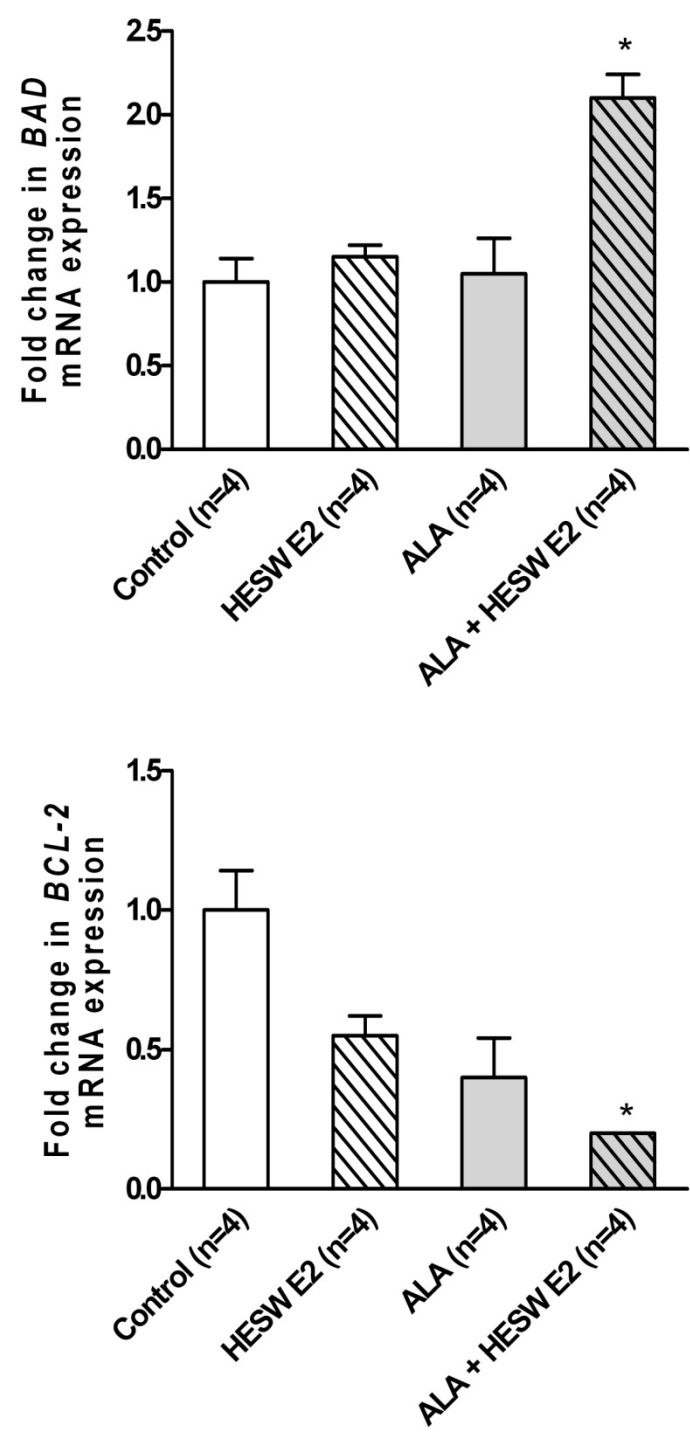 Fold change in BAD
mRNA expression
2.5
2.0
1.5
1.0
0.5
0.0
*
Control (n=4)
HESW E2 (n=4)
ALA (n=4)
ALA + HESW E2 (n=4)
Fold change in BCL-2
mRNA expression
1.5
1.0
0.5
0.0
*
Control (n=4)
HESW E2 (n=4)
ALA (n=4)
ALA + HESW E2 (n=4)